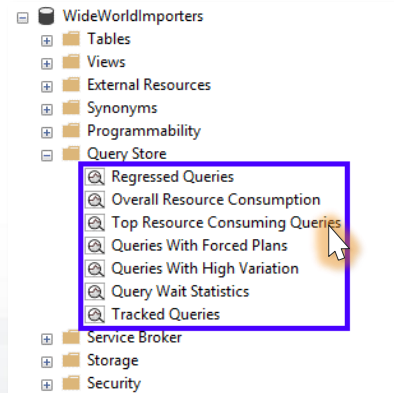 WideWorldImporters
Tables
Views
External Resources
Synonyms
Programmability
Query Store
Regressed Queries
Overall Resource Consumption
Top Resource Consuming Queries
Queries With Forced Plans
Queries With High Variation
Query Wait Statistics
Tracked Queries
Service Broker
Storage
Security